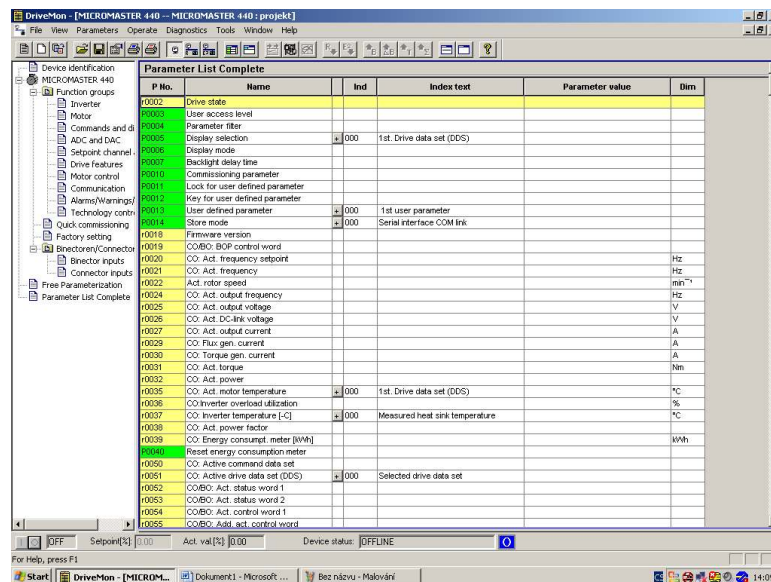 DriveMon - [MICROMASTER 440 -- MICROMASTER 440 : projekt]
File View Parameters Operate Diagnostics Tools Window Help
Device identification
MICROMASTER 440
Function groups
Inverter
Motor
Commands and di
ADC and DAC
Setpoint channel
Drive features
Motor control
Communication
Alarms/Warnings/
Technology contr
Quick commissioning
Factory setting
Binectoren/Connector
Binector inputs
Connector inputs
Free Parameterization
Parameter List Complete
Parameter List Complete
P No. Name Ind Index text Parameter value Dim
r0002 Drive state
P0003 User access level
P0004 Parameter filter
P0005 Display selection + 000 1st. Drive data set (DDS)
P0006 Display mode
P0007 Backlight delay time
P0010 Commissioning parameter
P0011 Lock for user defined parameter
P0012 Key for user defined parameter
P0013 User defined parameter + 000 1st user parameter
P0014 Store mode + 000 Serial interface COM link
r0018 Firmware version
r0019 CO/BO: BOP control word
r0020 CO: Act. frequency setpoint Hz
r0021 CO: Act. frequency Hz
r0022 Act. rotor speed min⁻¹
r0024 CO: Act. output frequency Hz
r0025 CO: Act. output voltage V
r0026 CO: Act. DC-link voltage V
r0027 CO: Act. output current A
r0029 CO: Flux gen. current A
r0030 CO: Torque gen. current A
r0031 CO: Act. torque Nm
r0032 CO: Act. power
r0035 CO: Act. motor temperature + 000 1st. Drive data set (DDS) °C
r0036 CO:Inverter overload utilization %
r0037 CO: Inverter temperature [-C] + 000 Measured heat sink temperature °C
r0038 CO: Act. power factor
r0039 CO: Energy consumpt. meter [kWh] kWh
P0040 Reset energy consumption meter
r0050 CO: Active command data set
r0051 CO: Active drive data set (DDS) + 000 Selected drive data set
r0052 CO/BO: Act. status word 1
r0053 CO/BO: Act. status word 2
r0054 CO/BO: Act. control word 1
r0055 CO/BO: Add. act. control word
OFF Setpoint[%]: 0.00 Act. val.[%]: 0.00 Device status: OFFLINE
For Help, press F1
Start DriveMon - [MICROM... Dokument1 - Microsoft ... Bez názvu - Malování